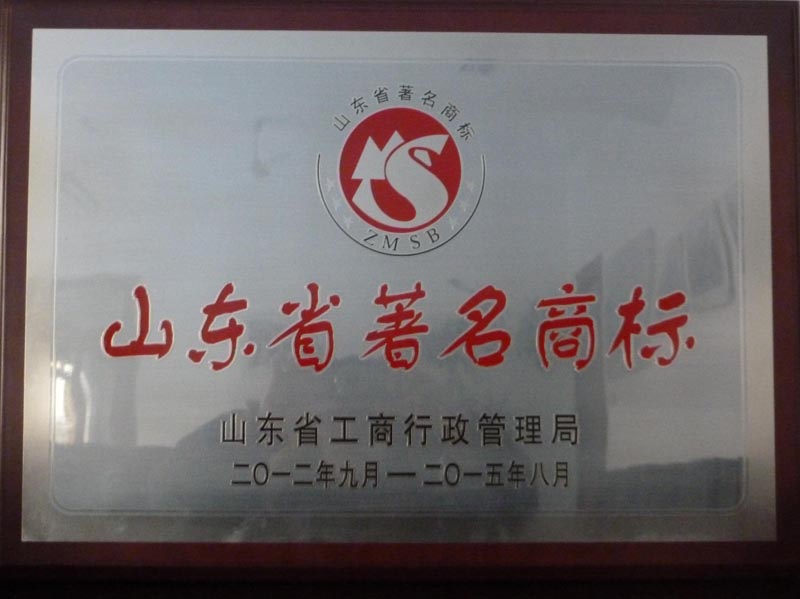 山东省著名商标
ZMSB
山东省著名商标
山东省工商行政管理局
二〇一二年九月一二〇一五年八月